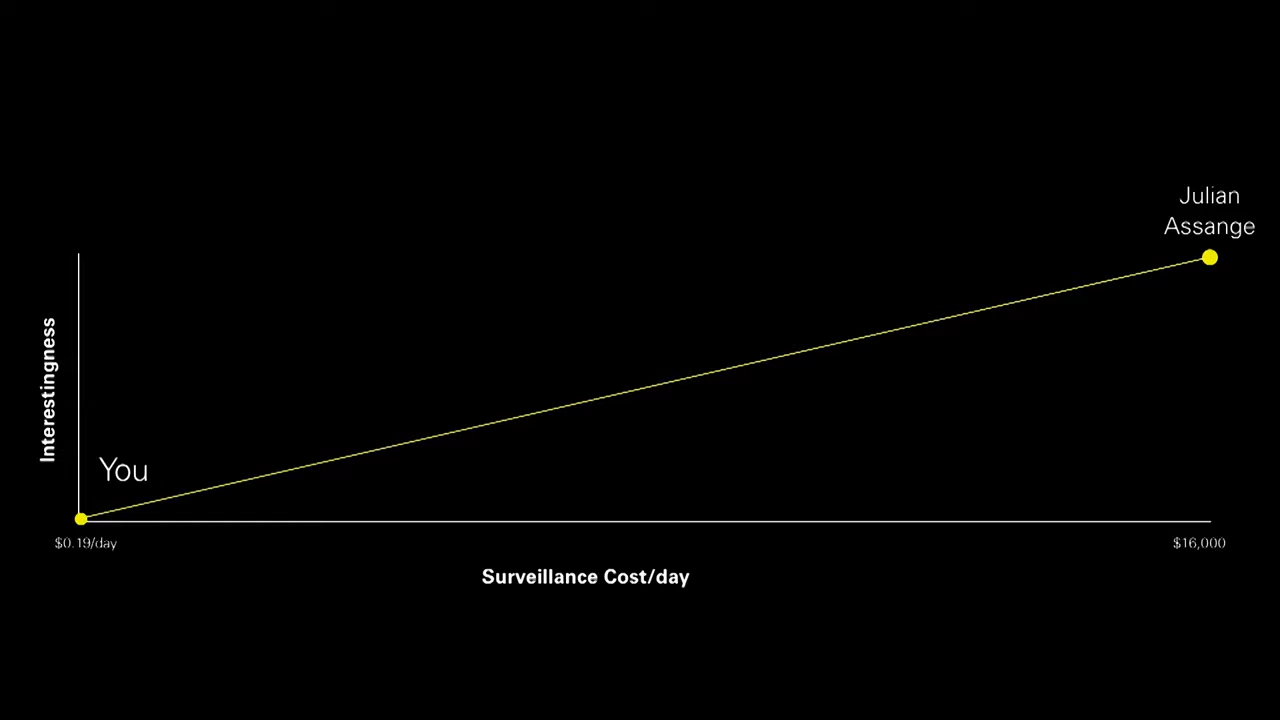 Julian
Assange
Interestingness
You
$0.19/day
$16,000
Surveillance Cost/day